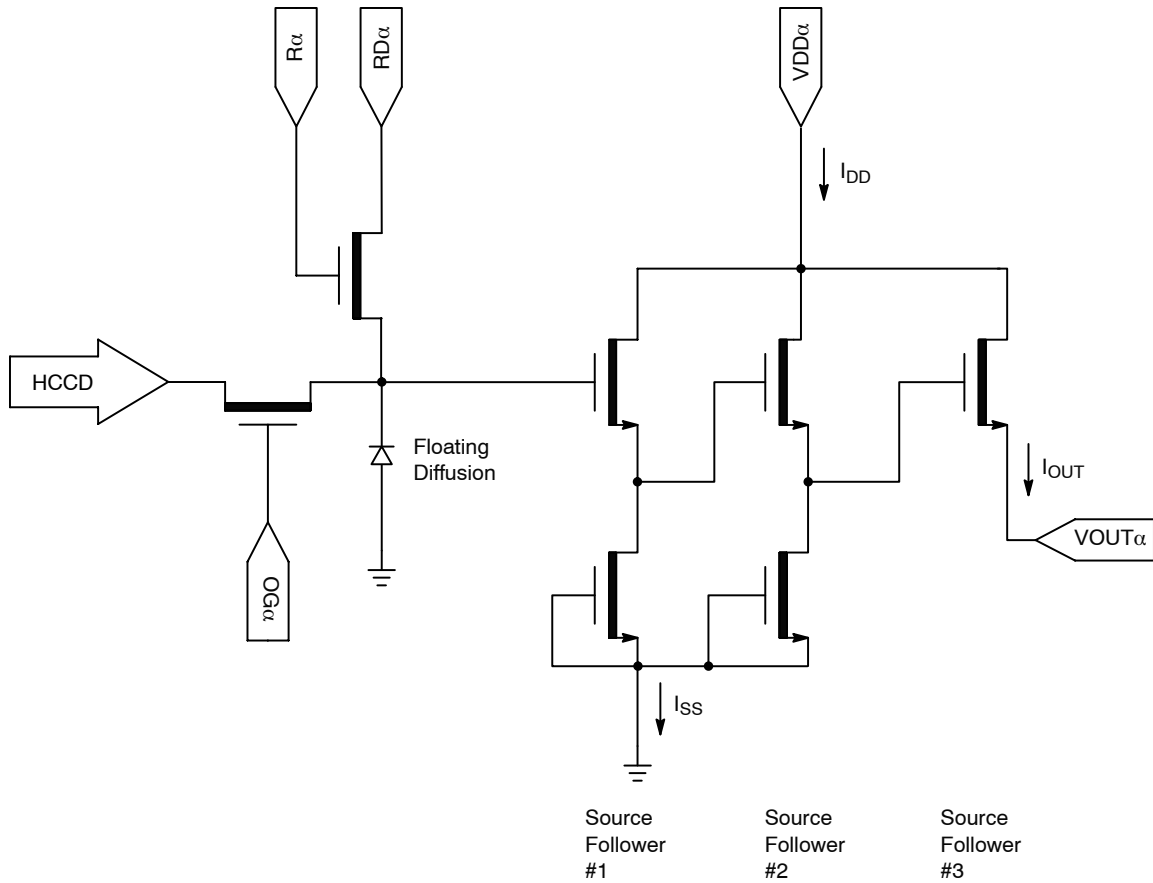 Rα
RDα
VDDα
IDD
HCCD
Floating
Diffusion
IOUT
VOUTα
OGα
ISS
Source
Follower
#1
Source
Follower
#2
Source
Follower
#3